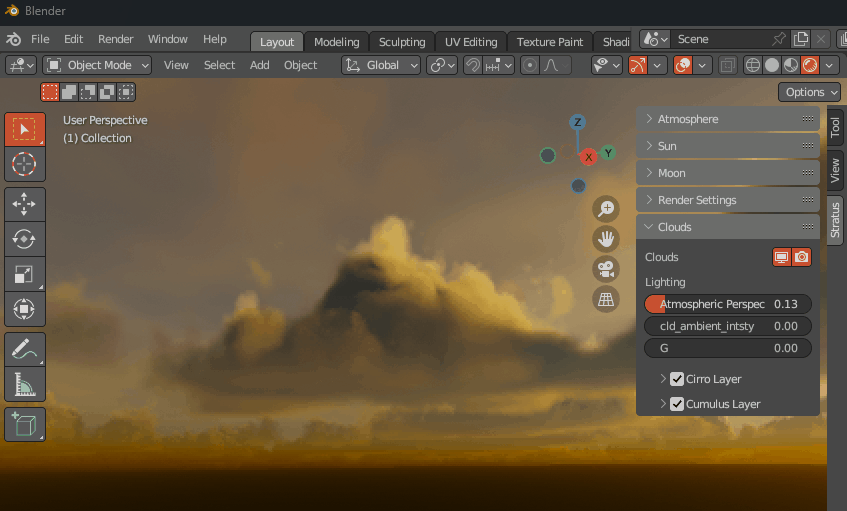 Blender
File Edit Render Window Help Layout Modeling Sculpting UV Editing Texture Paint Shadi Scene
Object Mode View Select Add Object Global
Options
User Perspective
(1) Collection
Z
X
Y
Atmosphere
Sun
Moon
Render Settings
Clouds
Clouds
Lighting
Atmospheric Perspec 0.13
cld_ambient_intsty 0.00
G 0.00
Cirro Layer
Cumulus Layer
Tool
View
Stratus